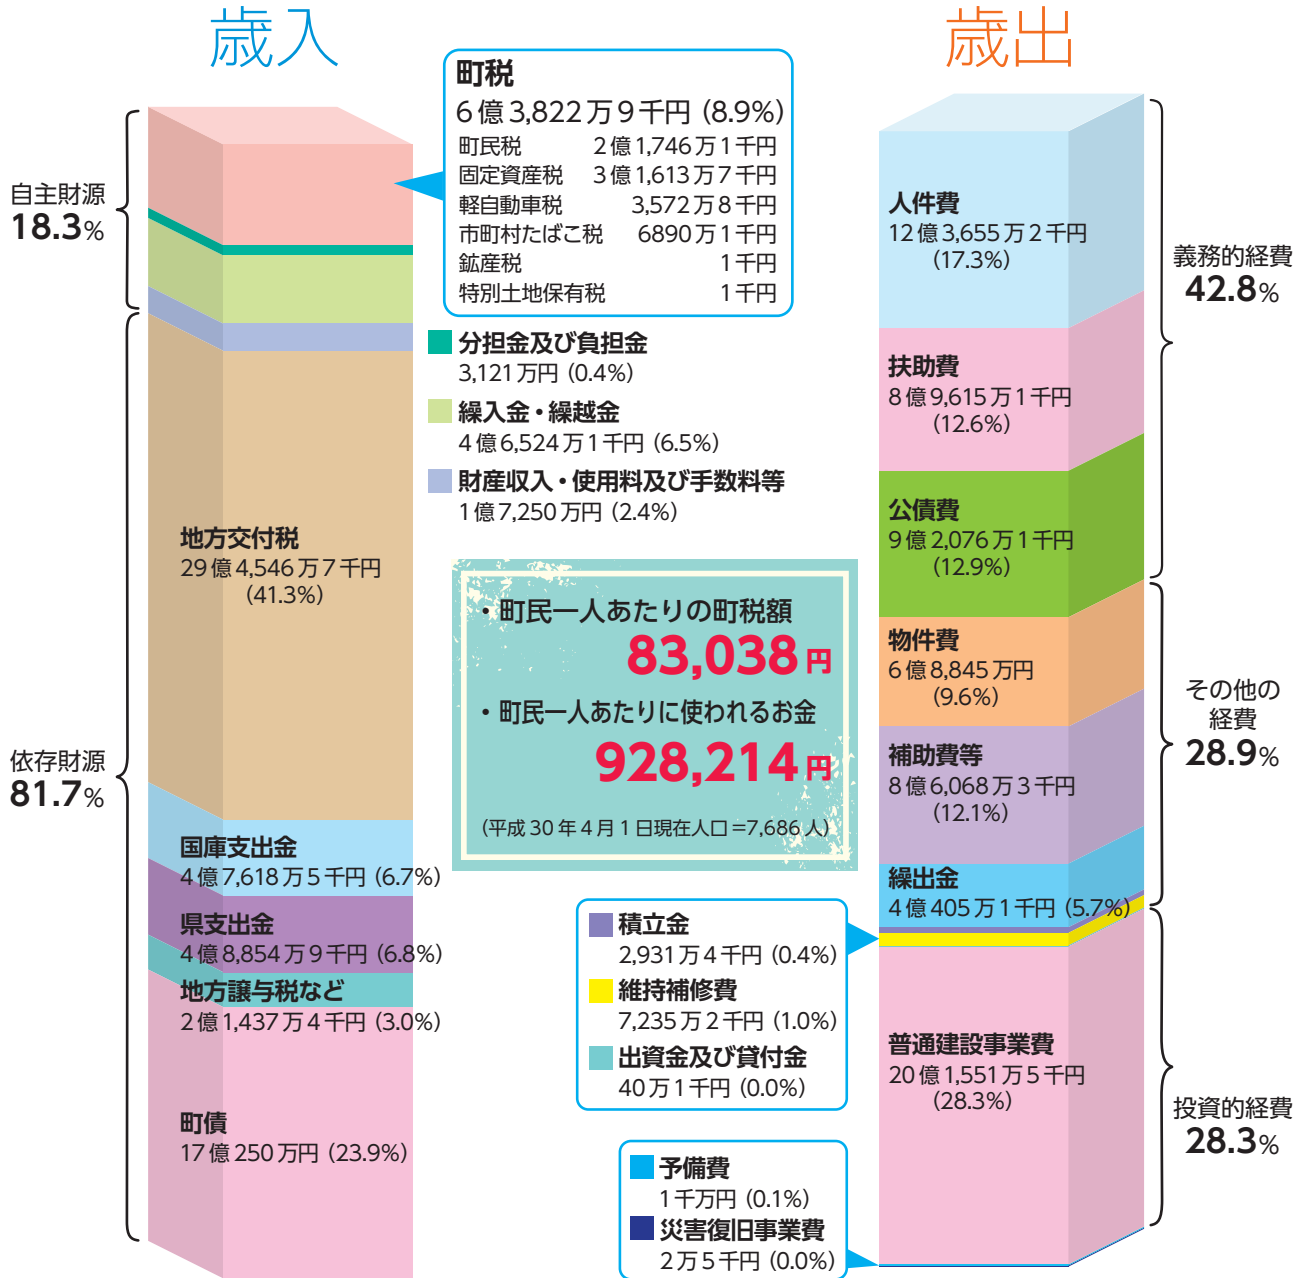 歳入
町税
6億3,822万9千円（8.9%）
町民税 2億1,746万1千円
固定資産税 3億1,613万7千円
軽自動車税 3,572万8千円
市町村たばこ税 6890万1千円
鉱産税 1千円
特別土地保有税 1千円
自主財源
18.3%
分担金及び負担金
3,121万円（0.4%）
繰入金・繰越金
4億6,524万1千円（6.5%）
財産収入・使用料及び手数料等
1億7,250万円（2.4%）
地方交付税
29億4,546万7千円
（41.3%）
依存財源
81.7%
国庫支出金
4億7,618万5千円（6.7%）
県支出金
4億8,854万9千円（6.8%）
地方譲与税など
2億1,437万4千円（3.0%）
町債
17億250万円（23.9%）
・町民一人あたりの町税額
83,038円
・町民一人あたりに使われるお金
928,214円
（平成30年4月1日現在人口＝7,686人）
歳出
人件費
12億3,655万2千円
（17.3%）
扶助費
8億9,615万1千円
（12.6%）
公債費
9億2,076万1千円
（12.9%）
義務的経費
42.8%
物件費
6億8,845万円
（9.6%）
補助費等
8億6,068万3千円
（12.1%）
繰出金
4億405万1千円（5.7%）
その他の
経費
28.9%
積立金
2,931万4千円（0.4%）
維持補修費
7,235万2千円（1.0%）
出資金及び貸付金
40万1千円（0.0%）
普通建設事業費
20億1,551万5千円
（28.3%）
投資的経費
28.3%
予備費
1千万円（0.1%）
災害復旧事業費
2万5千円（0.0%）